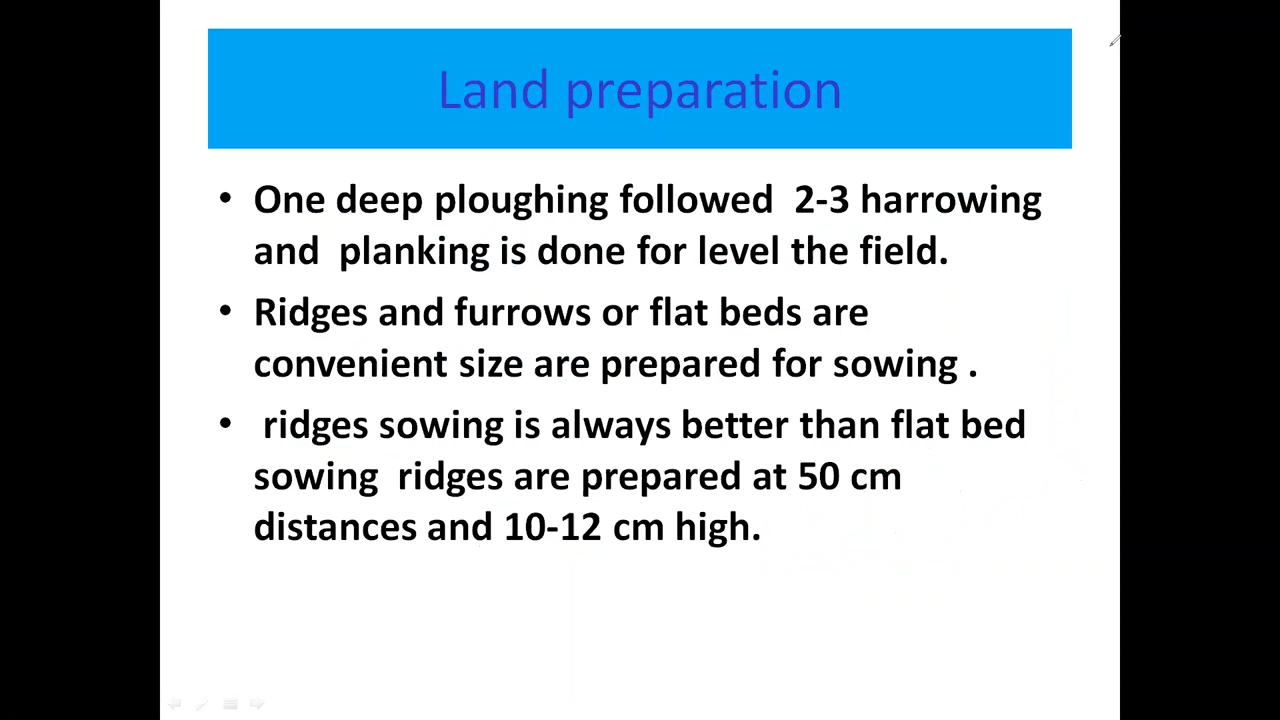 Land preparation
• One deep ploughing followed  2-3 harrowing
and  planking is done for level the field.
• Ridges and furrows or flat beds are
convenient size are prepared for sowing .
•  ridges sowing is always better than flat bed
sowing  ridges are prepared at 50 cm
distances and 10-12 cm high.